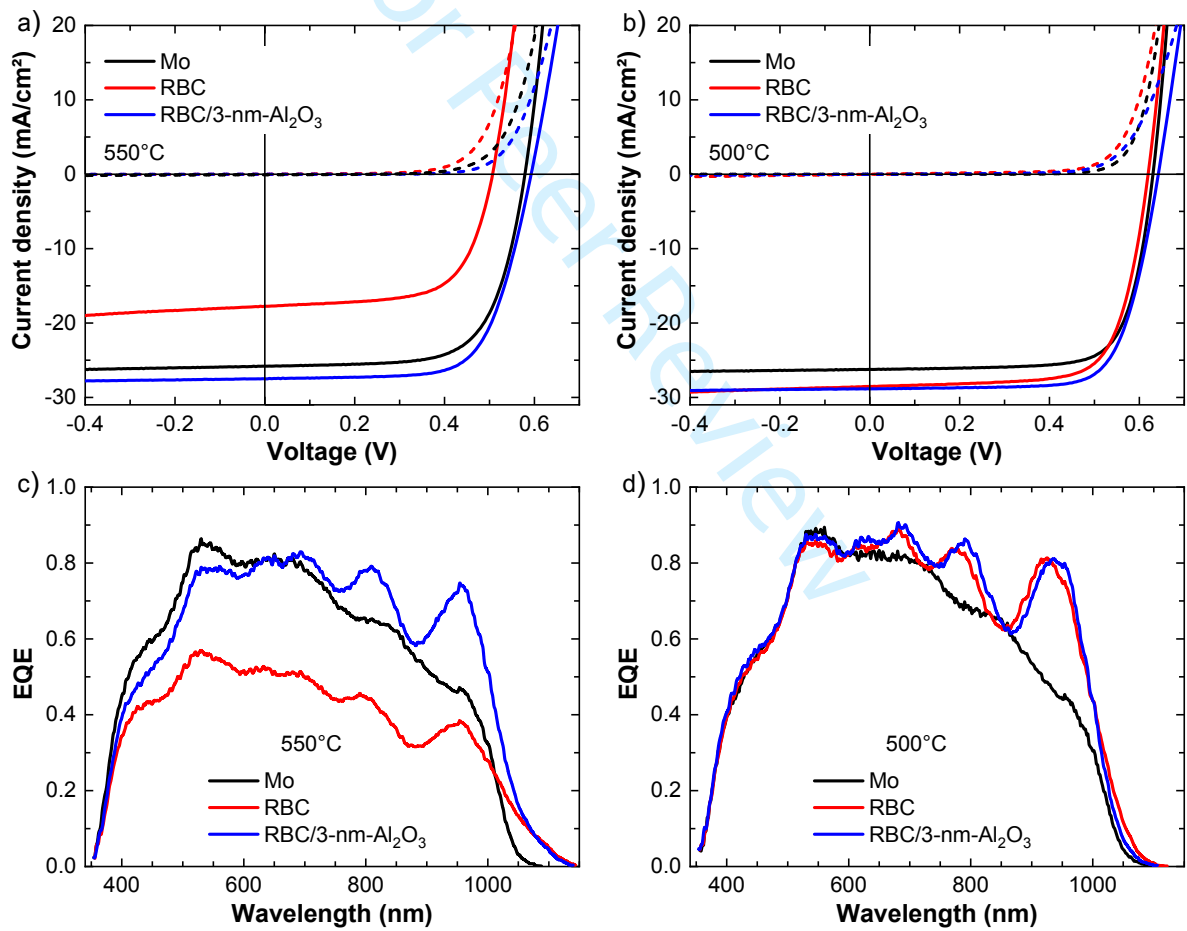 a)
20
10
0
-10
-20
-30
Current density (mA/cm²)
Mo
RBC
RBC/3-nm-Al₂O₃
550°C
-0.4 -0.2 0.0 0.2 0.4 0.6
Voltage (V)
b)
20
10
0
-10
-20
-30
Current density (mA/cm²)
Mo
RBC
RBC/3-nm-Al₂O₃
500°C
-0.4 -0.2 0.0 0.2 0.4 0.6
Voltage (V)
c)
1.0
0.8
0.6
0.4
0.2
0.0
EQE
550°C
Mo
RBC
RBC/3-nm-Al₂O₃
400 600 800 1000
Wavelength (nm)
d)
1.0
0.8
0.6
0.4
0.2
0.0
EQE
500°C
Mo
RBC
RBC/3-nm-Al₂O₃
400 600 800 1000
Wavelength (nm)
or Peer Review